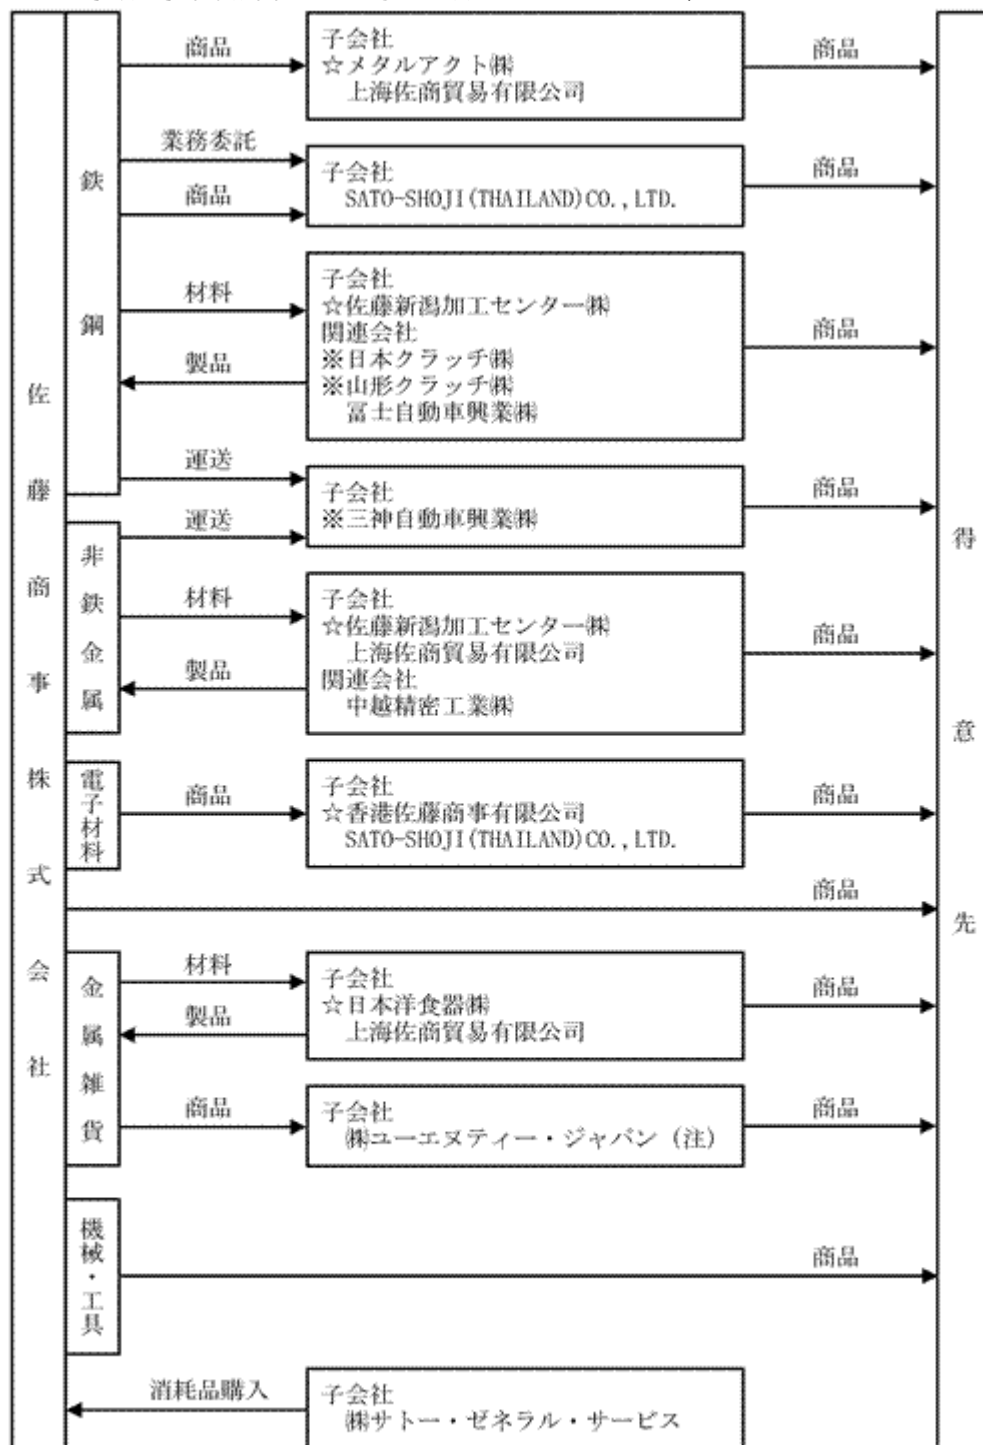 佐藤商事株式会社
鉄鋼
商品
子会社
☆メタルアクト㈱
上海佐商貿易有限公司
商品
業務委託
商品
子会社
SATO-SHOJI(THAILAND)CO.,LTD.
商品
材料
製品
子会社
☆佐藤新潟加工センター㈱
関連会社
※日本クラッチ㈱
※山形クラッチ㈱
冨士自動車興業㈱
商品
運送
運送
子会社
※三神自動車興業㈱
商品
非鉄金属
材料
製品
子会社
☆佐藤新潟加工センター㈱
上海佐商貿易有限公司
関連会社
中越精密工業㈱
商品
電子材料
商品
子会社
☆香港佐藤商事有限公司
SATO-SHOJI(THAILAND)CO.,LTD.
商品
商品
金属雑貨
材料
製品
子会社
☆日本洋食器㈱
上海佐商貿易有限公司
商品
商品
子会社
㈱ユーエヌティー・ジャパン（注）
商品
機械・工具
商品
消耗品購入
子会社
㈱サトー・ゼネラル・サービス
得意先